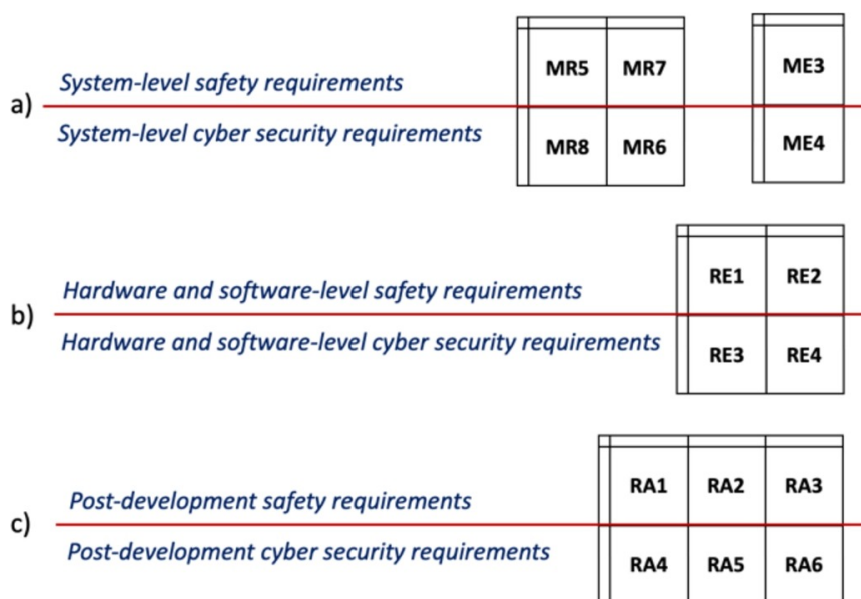 MR5 MR7 ME3
System-level safety requirements
a)
System-level cyber security requirements
MR8 MR6 ME4
RE1 RE2
Hardware and software-level safety requirements
b)
Hardware and software-level cyber security requirements
RE3 RE4
RA1 RA2 RA3
Post-development safety requirements
c)
Post-development cyber security requirements
RA4 RA5 RA6